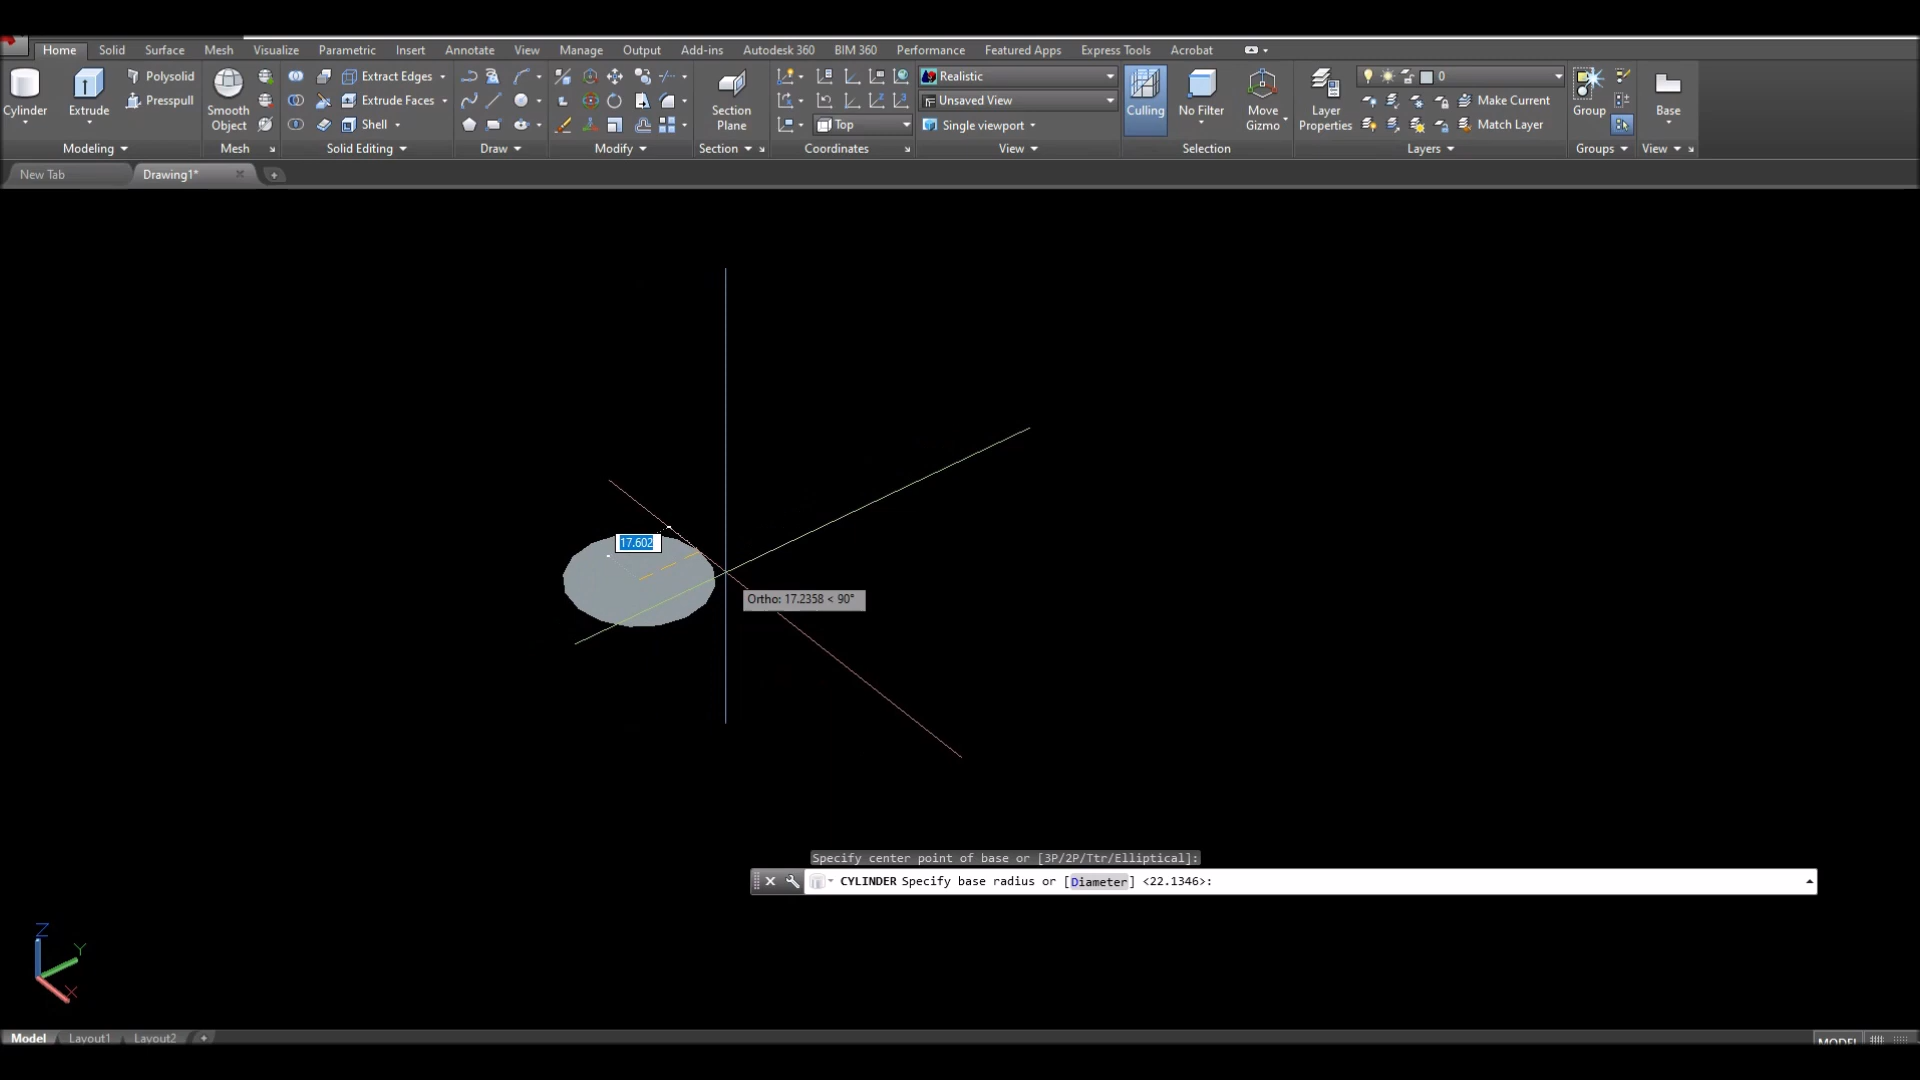 Home Solid Surface Mesh Visualize Parametric Insert Annotate View Manage Output Add-ins Autodesk 360 BIM 360 Performance Featured Apps Express Tools Acrobat
Polysolid
Extract Edges
Realistic
0
Cylinder
Extrude
Presspull
Smooth Object
Extrude Faces
Section Plane
Unsaved View
Culling
No Filter
Move Gizmo
Layer Properties
Make Current
Group
Base
Shell
Top
Single viewport
Match Layer
Modeling
Mesh
Solid Editing
Draw
Modify
Section
Coordinates
View
Selection
Layers
Groups
View
New Tab
Drawing1*
17.602
Ortho: 17.2358 < 90°
Specify center point of base or [3P/2P/Ttr/Elliptical]:
CYLINDER Specify base radius or [Diameter] <22.1346>:
Z
Y
X
Model Layout1 Layout2
MODEL